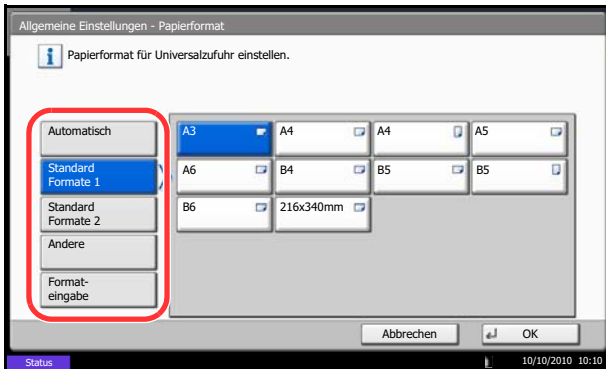 Allgemeine Einstellungen - Papierformat
Papierformat für Universalzufuhr einstellen.
Automatisch
Standard
Formate 1
Standard
Formate 2
Andere
Format-
eingabe
A3 A4 A4 A5
A6 B4 B5 B5
B6 216x340mm
Abbrechen OK
Status 10/10/2010 10:10